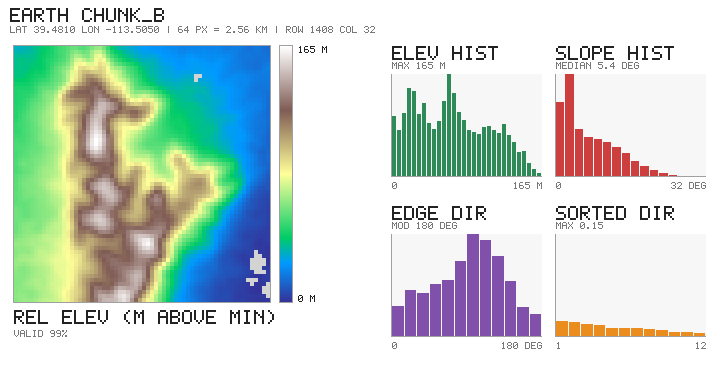 EARTH CHUNK_B
LAT 39.4810 LON -113.5050 | 64 PX = 2.56 KM | ROW 1408 COL 32
165 M
0 M
REL ELEV (M ABOVE MIN)
VALID 99%
ELEV HIST
MAX 165 M
0 165 M
SLOPE HIST
MEDIAN 5.4 DEG
0 32 DEG
EDGE DIR
MOD 180 DEG
0 180 DEG
SORTED DIR
MAX 0.15
1 12